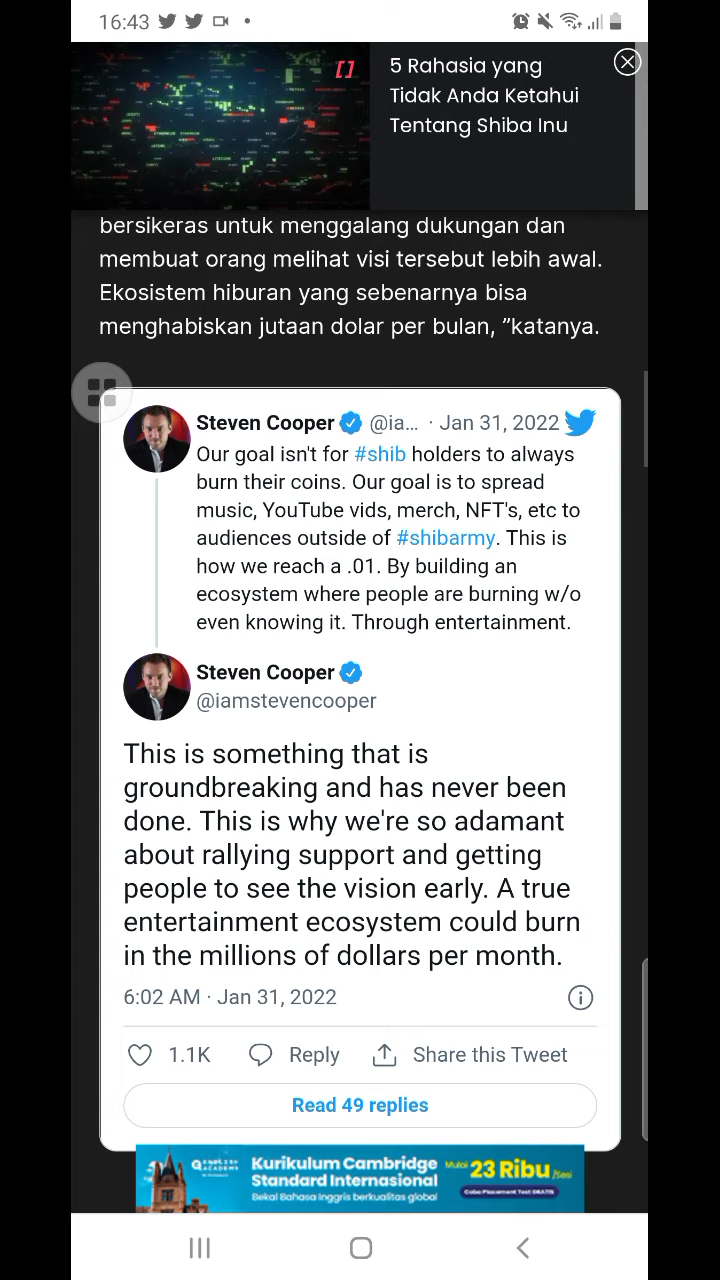 16:43
5 Rahasia yang
Tidak Anda Ketahui
Tentang Shiba Inu
bersikeras untuk menggalang dukungan dan
membuat orang melihat visi tersebut lebih awal.
Ekosistem hiburan yang sebenarnya bisa
menghabiskan jutaan dolar per bulan, ”katanya.
Steven Cooper @ia... · Jan 31, 2022
Our goal isn't for #shib holders to always
burn their coins. Our goal is to spread
music, YouTube vids, merch, NFT's, etc to
audiences outside of #shibarmy. This is
how we reach a .01. By building an
ecosystem where people are burning w/o
even knowing it. Through entertainment.
Steven Cooper
@iamstevencooper
This is something that is
groundbreaking and has never been
done. This is why we're so adamant
about rallying support and getting
people to see the vision early. A true
entertainment ecosystem could burn
in the millions of dollars per month.
6:02 AM · Jan 31, 2022
1.1K Reply Share this Tweet
Read 49 replies
ENGLISH ACADEMY
Kurikulum Cambridge
Standard Internasional
Bekal Bahasa Inggris berkualitas global
Mulai 23 Ribu /Sesi
Coba Placement Test GRATIS